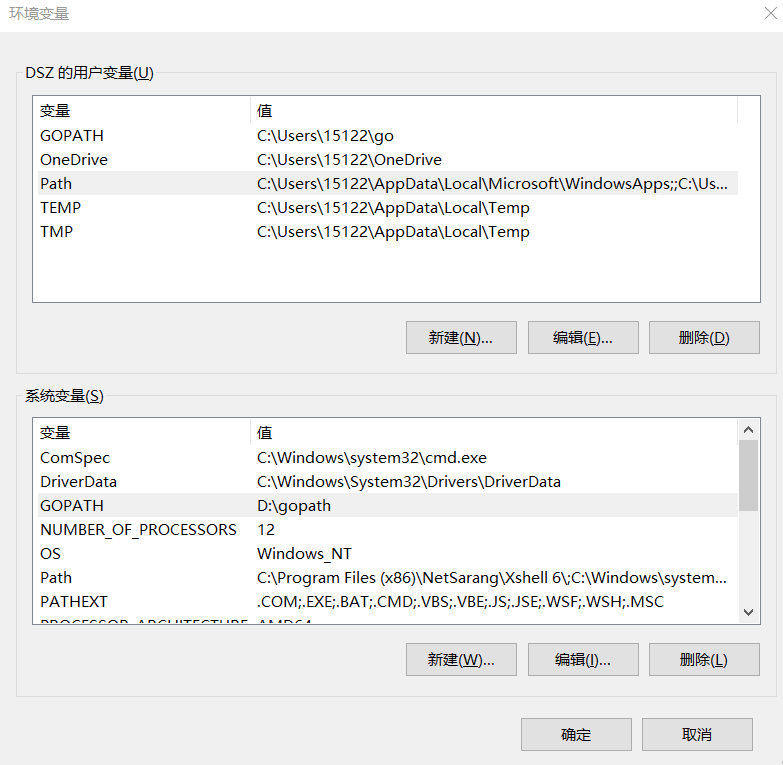 环境变量
DSZ 的用户变量(U)
变量 值
GOPATH C:\Users\15122\go
OneDrive C:\Users\15122\OneDrive
Path C:\Users\15122\AppData\Local\Microsoft\WindowsApps;;C:\Us...
TEMP C:\Users\15122\AppData\Local\Temp
TMP C:\Users\15122\AppData\Local\Temp
新建(N)... 编辑(E)... 删除(D)
系统变量(S)
变量 值
ComSpec C:\Windows\system32\cmd.exe
DriverData C:\Windows\System32\Drivers\DriverData
GOPATH D:\gopath
NUMBER_OF_PROCESSORS 12
OS Windows_NT
Path C:\Program Files (x86)\NetSarang\Xshell 6\;C:\Windows\system...
PATHEXT .COM;.EXE;.BAT;.CMD;.VBS;.VBE;.JS;.JSE;.WSF;.WSH;.MSC
PROCESSOR_ARCHITECTURE AMD64
新建(W)... 编辑(I)... 删除(L)
确定 取消